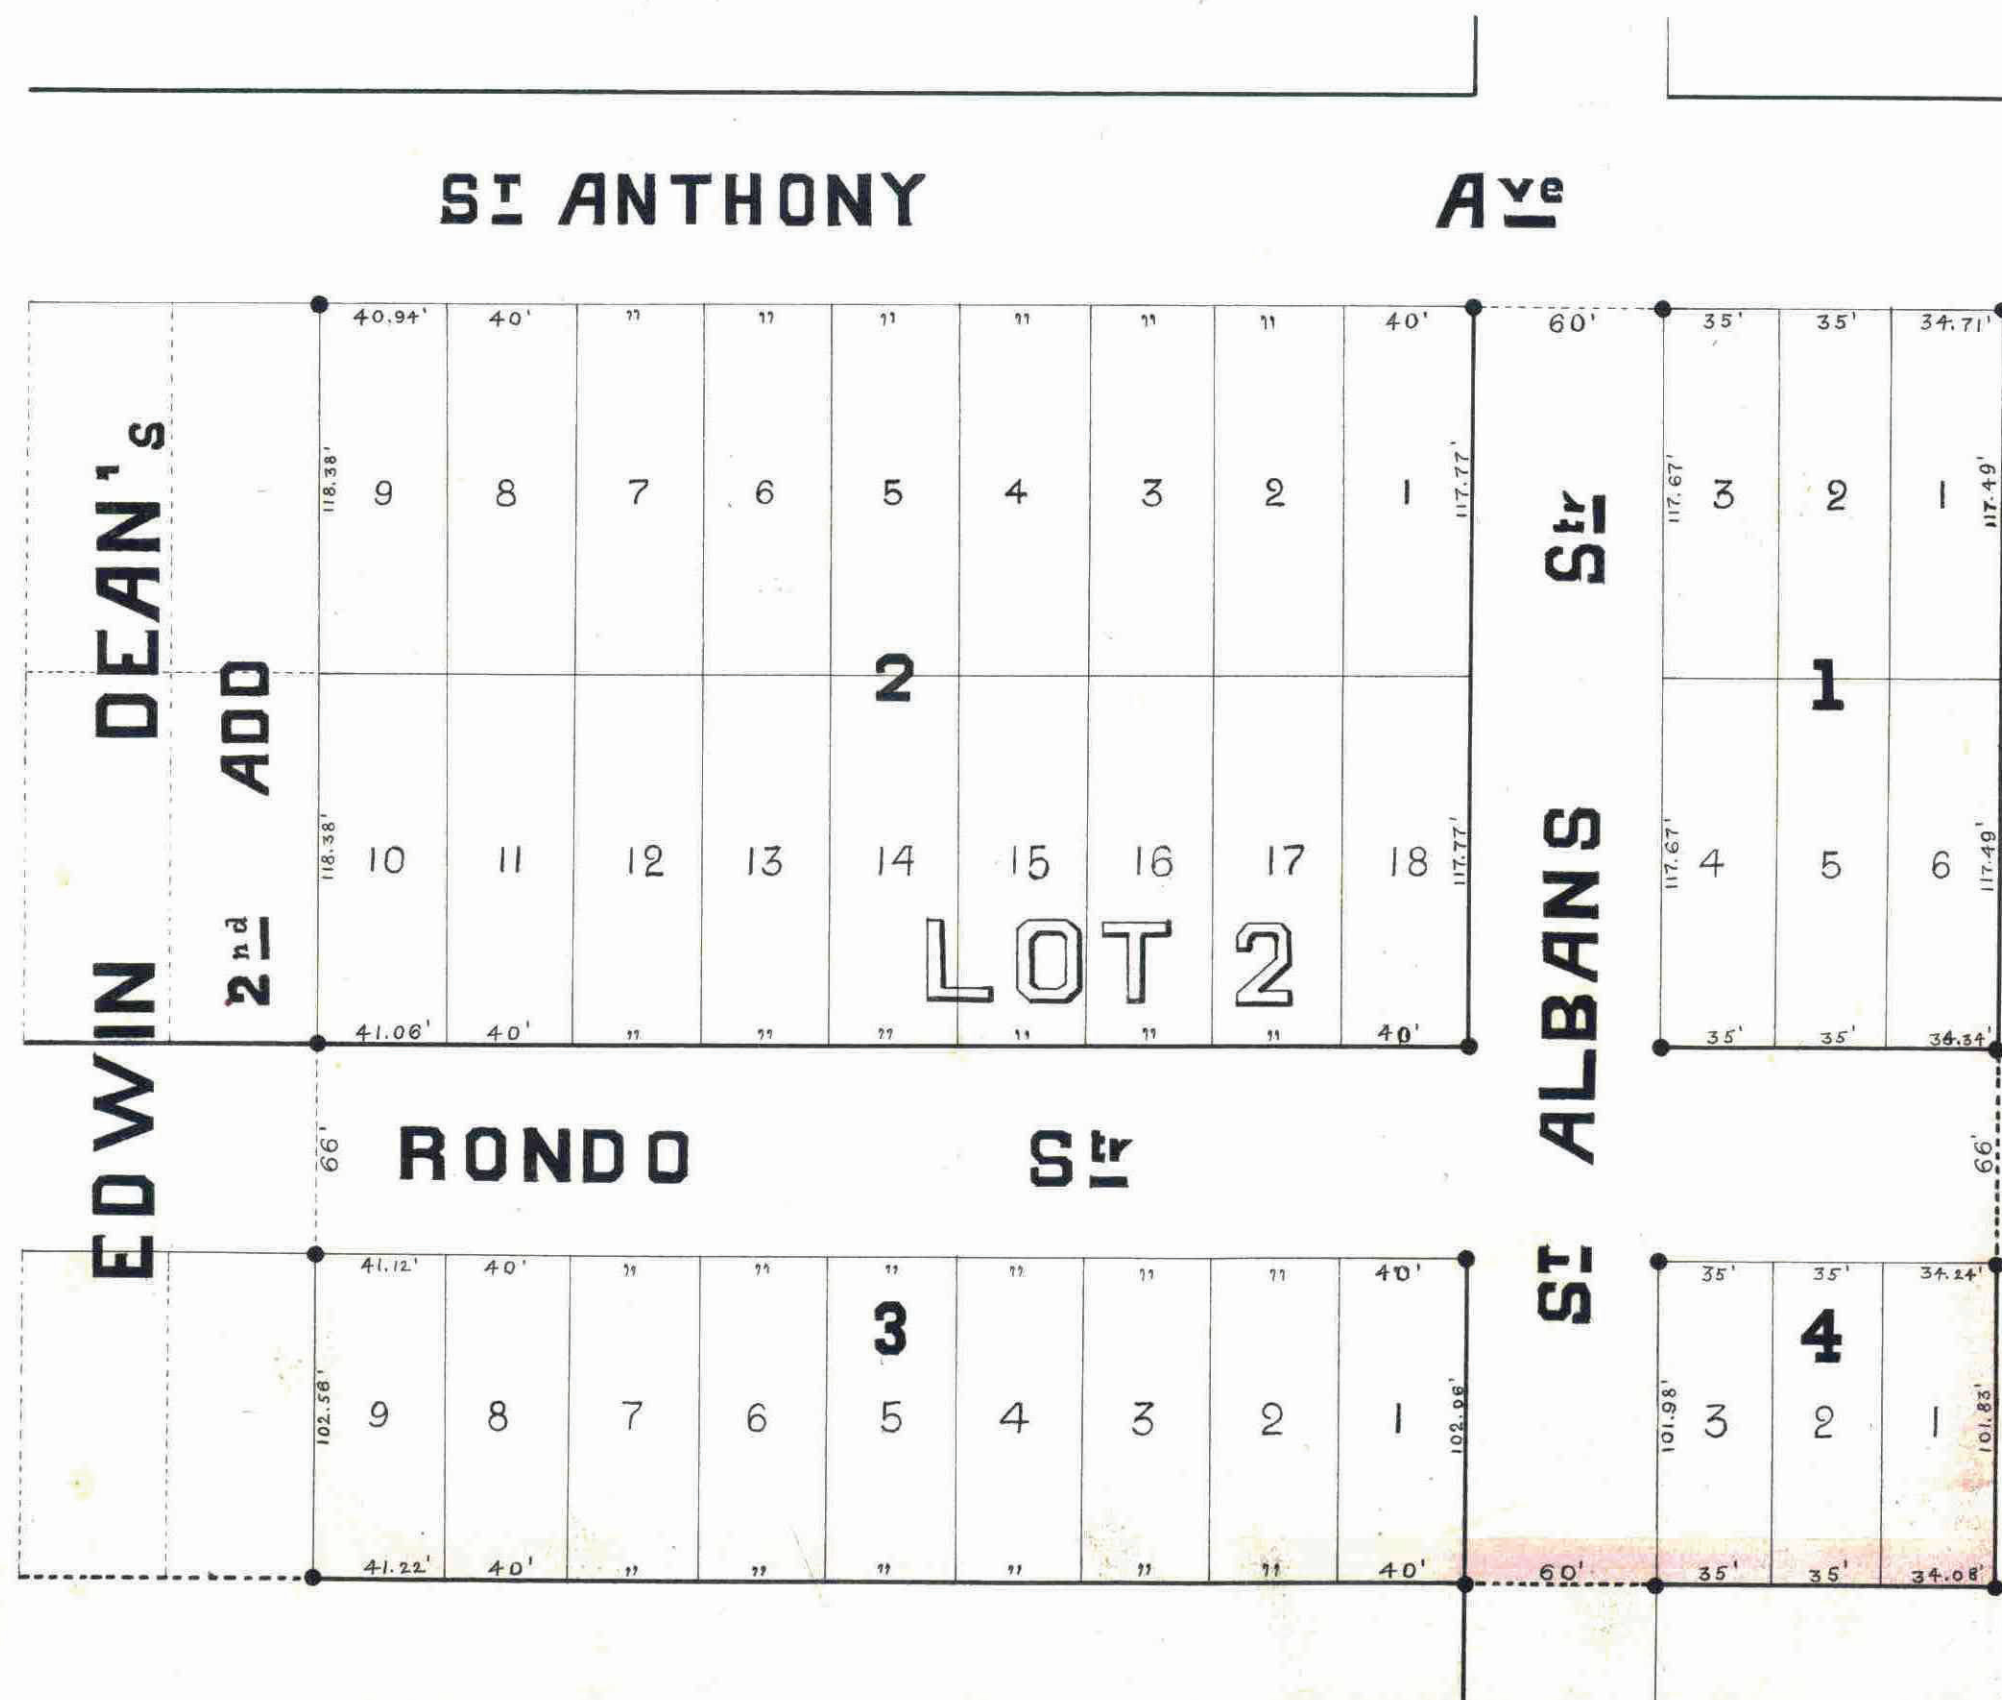 ST ANTHONY Ave
40.94' 40' " " " " " " 40' 60' 35' 35' 34.71'
EDWIN DEAN's
2nd ADD
118.38' 9 8 7 6 5 4 3 2 1 117.77' 117.67' 3 2 1 117.49'
2 1
118.38' 10 11 12 13 14 15 16 17 18 117.77' 117.67' 4 5 6 117.49'
LOT 2
41.06' 40' " " " " " " 40' 35' 35' 34.34'
ST ALBANS Str
66' RONDO Str 66'
41.12' 40' " " " " " " 40' 35' 35' 34.24'
3 4
102.56' 9 8 7 6 5 4 3 2 1 102.06' 101.98' 3 2 1 101.83'
41.22' 40' " " " " " " 40' 60' 35' 35' 34.08'